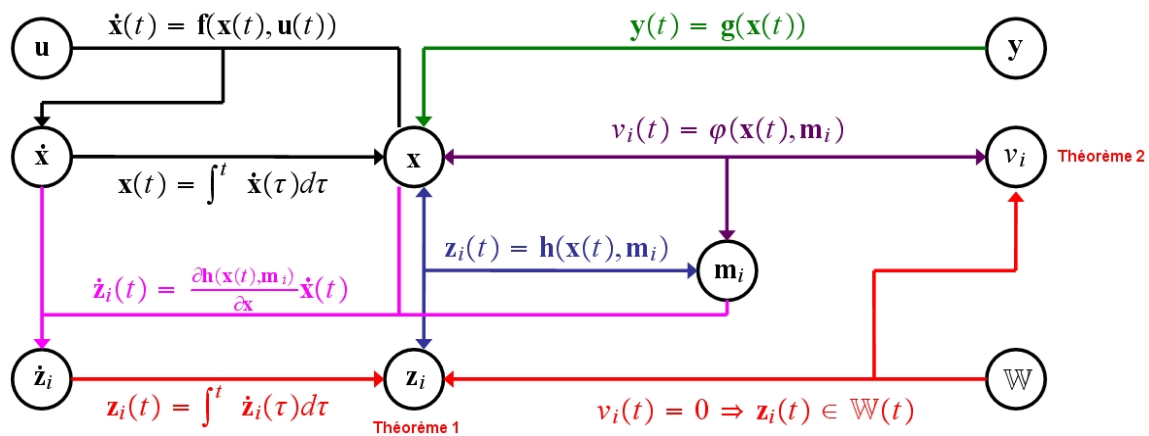 u
ẋ(t) = f(x(t), u(t))
y(t) = g(x(t))
y
ẋ
x(t) = ∫^t ẋ(τ)dτ
x
v_i(t) = φ(x(t), m_i)
v_i
Théorème 2
z_i(t) = h(x(t), m_i)
m_i
ż_i(t) = ∂h(x(t),m_i)/∂x ẋ(t)
ż_i
z_i(t) = ∫^t ż_i(τ)dτ
z_i
Théorème 1
v_i(t) = 0 ⇒ z_i(t) ∈ 𝕎(t)
𝕎